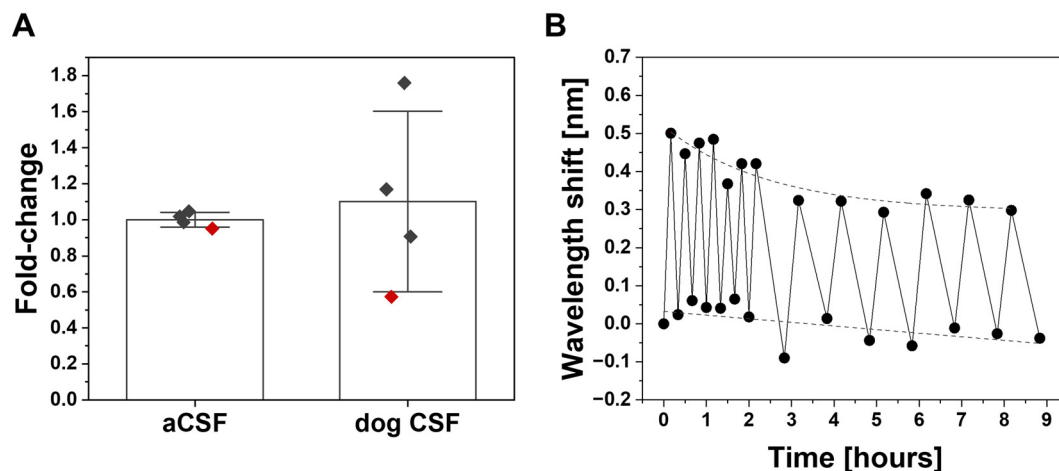 A
Fold-change
1.8
1.6
1.4
1.2
1.0
0.8
0.6
0.4
0.2
0.0
aCSF
dog CSF
B
Wavelength shift [nm]
0.7
0.6
0.5
0.4
0.3
0.2
0.1
0.0
−0.1
−0.2
0 1 2 3 4 5 6 7 8 9
Time [hours]